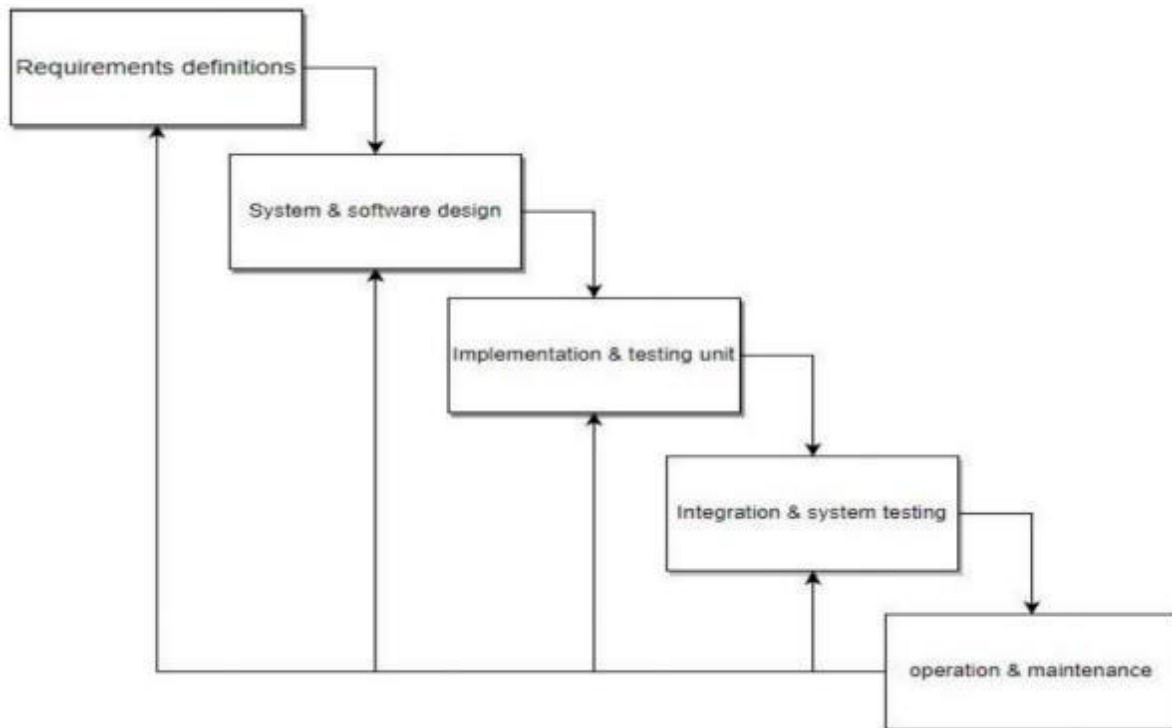 Requirements definitions
System & software design
Implementation & testing unit
Integration & system testing
operation & maintenance